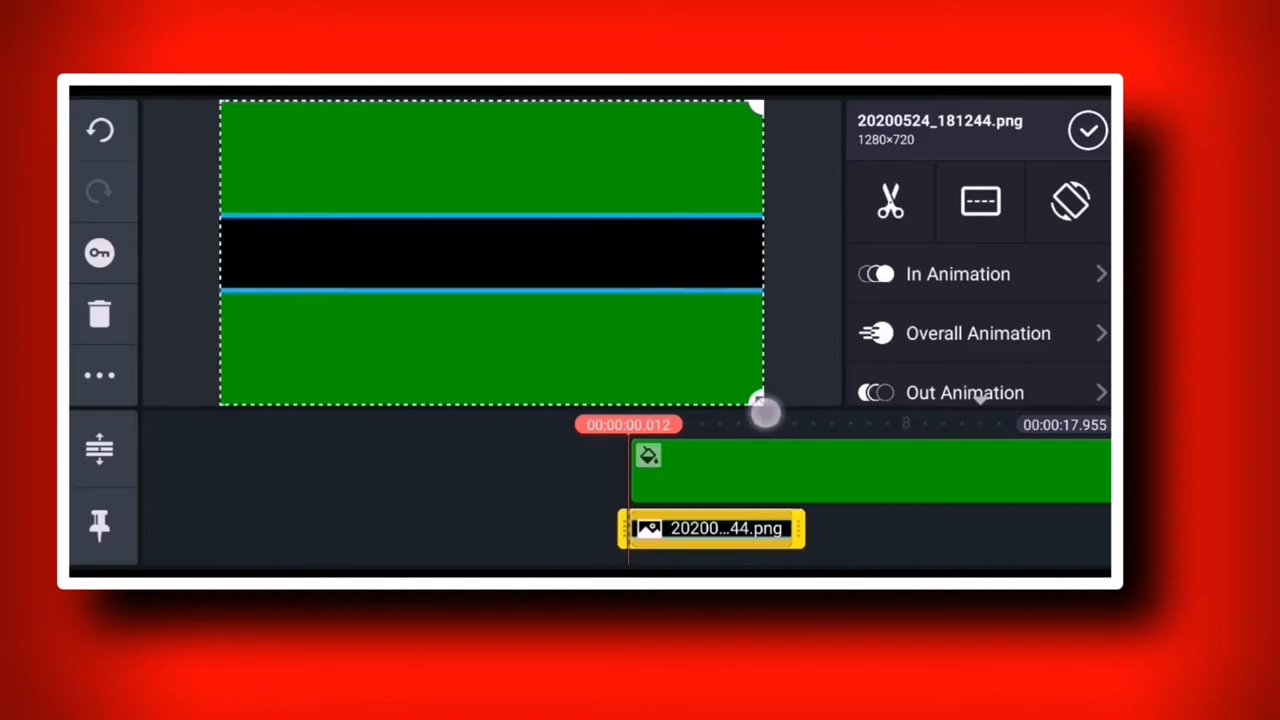 20200524_181244.png
1280×720
In Animation
Overall Animation
Out Animation
00:00:00.012
8
00:00:17.955
20200...44.png